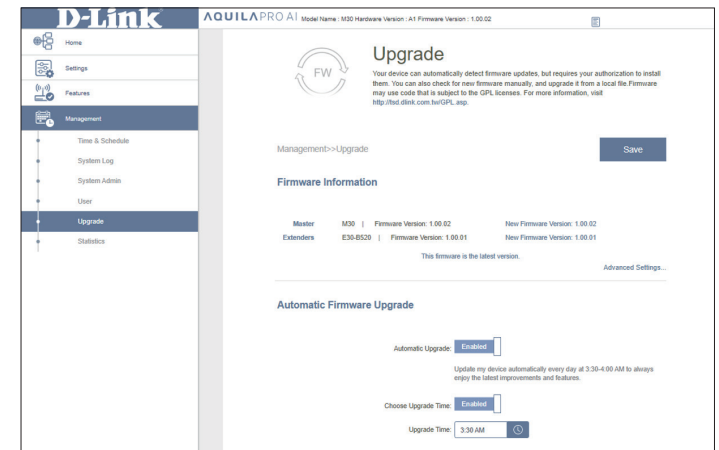 D-Link
AQUILA PRO AI Model Name : M30 Hardware Version : A1 Firmware Version : 1.00.02
Home
Settings
Features
Management
Time & Schedule
System Log
System Admin
User
Upgrade
Statistics
FW
Upgrade
Your device can automatically detect firmware updates, but requires your authorization to install
them. You can also check for new firmware manually, and upgrade it from a local file.Firmware
may use code that is subject to the GPL licenses. For more information, visit
http://tsd.dlink.com.tw/GPL.asp.
Management>>Upgrade
Save
Firmware Information
Master M30 | Firmware Version: 1.00.02 New Firmware Version: 1.00.02
Extenders E30-B520 | Firmware Version: 1.00.01 New Firmware Version: 1.00.01
This firmware is the latest version.
Advanced Settings...
Automatic Firmware Upgrade
Automatic Upgrade: Enabled
Update my device automatically every day at 3:30-4:00 AM to always
enjoy the latest improvements and features.
Choose Upgrade Time: Enabled
Upgrade Time: 3:30 AM